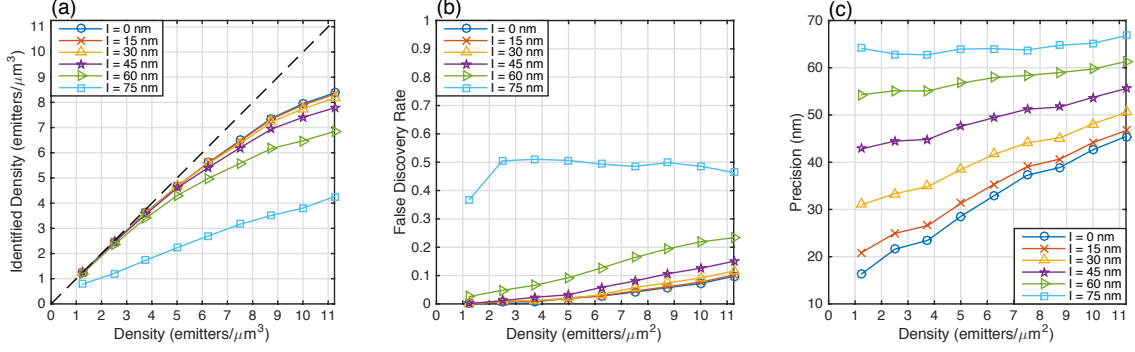 (a)
11
10
9
8
7
6
5
4
3
2
1
0
Identified Density (emitters/μm³)
l = 0 nm
l = 15 nm
l = 30 nm
l = 45 nm
l = 60 nm
l = 75 nm
0 1 2 3 4 5 6 7 8 9 10 11
Density (emitters/μm³)
(b)
1
0.9
0.8
0.7
0.6
0.5
0.4
0.3
0.2
0.1
0
False Discovery Rate
l = 0 nm
l = 15 nm
l = 30 nm
l = 45 nm
l = 60 nm
l = 75 nm
0 1 2 3 4 5 6 7 8 9 10 11
Density (emitters/μm²)
(c)
70
60
50
40
30
20
10
Precision (nm)
l = 0 nm
l = 15 nm
l = 30 nm
l = 45 nm
l = 60 nm
l = 75 nm
0 1 2 3 4 5 6 7 8 9 10 11
Density (emitters/μm²)